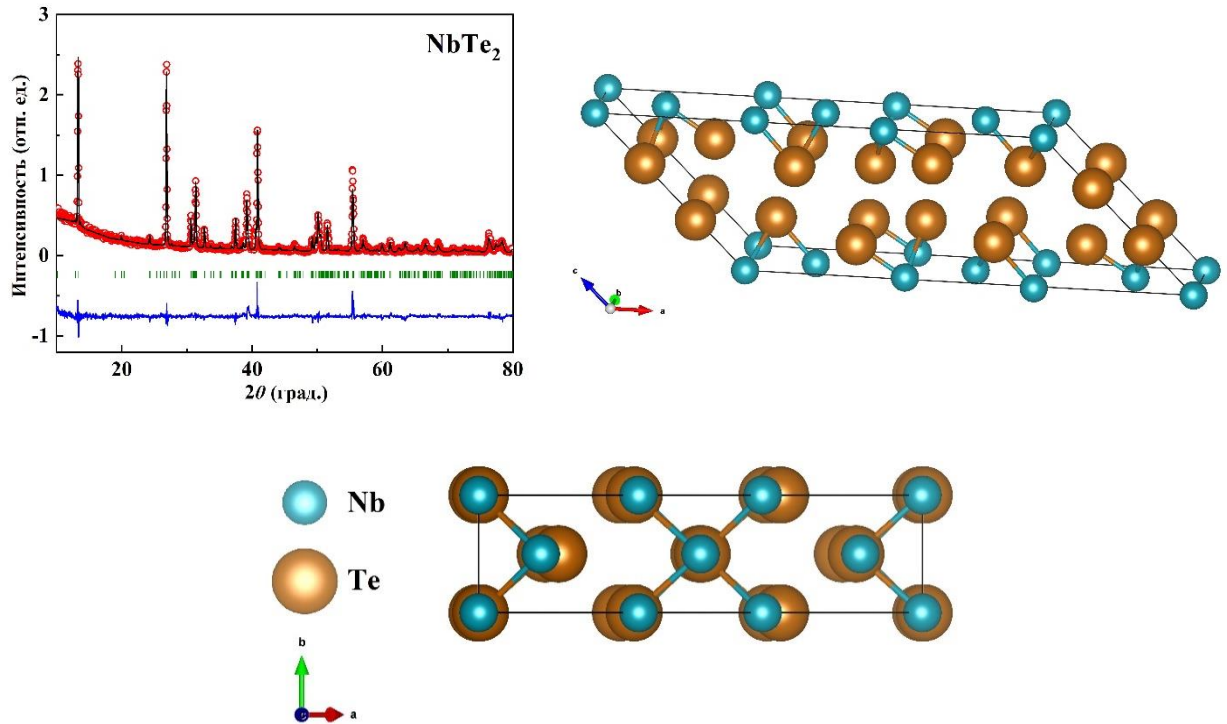 NbTe₂
Интенсивность (отн. ед.)
3
2
1
0
-1
20
40
60
80
2θ (град.)
c
b
a
Nb
Te
b
a